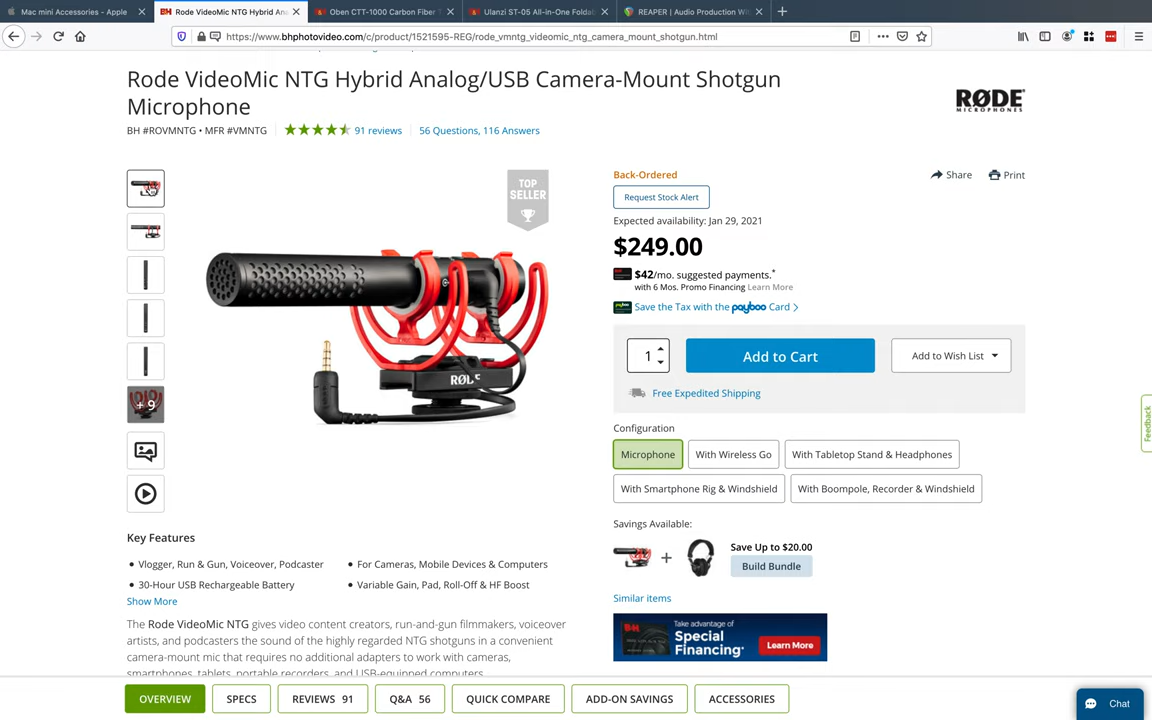 Mac mini Accessories - Apple
Rode VideoMic NTG Hybrid Ana
Oben CTT-1000 Carbon Fiber T
Ulanzi ST-05 All-in-One Foldab
REAPER | Audio Production Wit
https://www.bhphotovideo.com/c/product/1521595-REG/rode_vmntg_videomic_ntg_camera_mount_shotgun.html
Rode VideoMic NTG Hybrid Analog/USB Camera-Mount Shotgun
Microphone
RØDE
MICROPHONES
BH #ROVMNTG • MFR #VMNTG
91 reviews
56 Questions, 116 Answers
TOP
SELLER
RØDE
+ 9
Back-Ordered
Share
Print
Request Stock Alert
Expected availability: Jan 29, 2021
$249.00
$42/mo. suggested payments.*
with 6 Mos. Promo Financing Learn More
Save the Tax with the payboo Card >
1
Add to Cart
Add to Wish List
Free Expedited Shipping
Feedback
Configuration
Microphone
With Wireless Go
With Tabletop Stand & Headphones
With Smartphone Rig & Windshield
With Boompole, Recorder & Windshield
Savings Available:
+
Save Up to $20.00
Build Bundle
Similar items
Take advantage of
Special
Financing*
Learn More
Key Features
• Vlogger, Run & Gun, Voiceover, Podcaster
• For Cameras, Mobile Devices & Computers
• 30-Hour USB Rechargeable Battery
• Variable Gain, Pad, Roll-Off & HF Boost
Show More
The Rode VideoMic NTG gives video content creators, run-and-gun filmmakers, voiceover
artists, and podcasters the sound of the highly regarded NTG shotguns in a convenient
camera-mount mic that requires no additional adapters to work with cameras,
smartphones, tablets, portable recorders, and USB-equipped computers.
OVERVIEW
SPECS
REVIEWS 91
Q&A 56
QUICK COMPARE
ADD-ON SAVINGS
ACCESSORIES
Chat